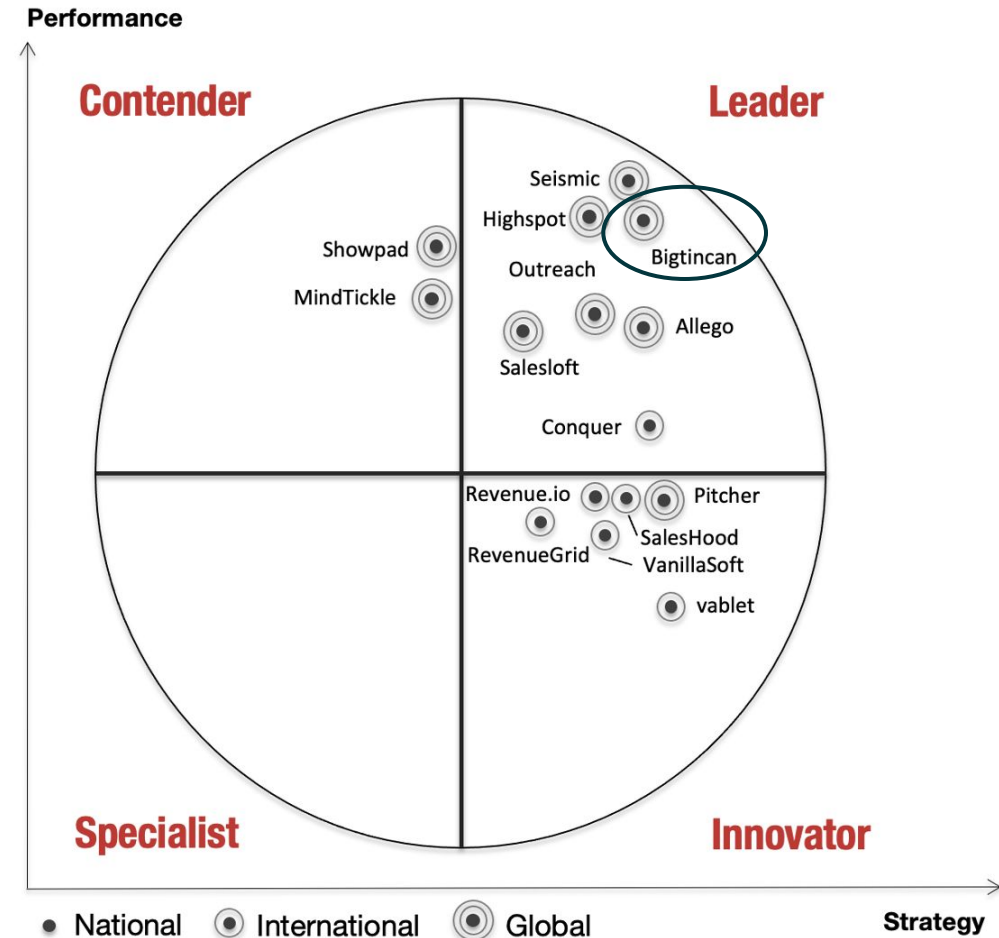 Performance
Contender
Leader
Seismic
Highspot
Bigtincan
Showpad
Outreach
MindTickle
Allego
Salesloft
Conquer
Revenue.io
Pitcher
SalesHood
RevenueGrid
VanillaSoft
vablet
Specialist
Innovator
National
International
Global
Strategy